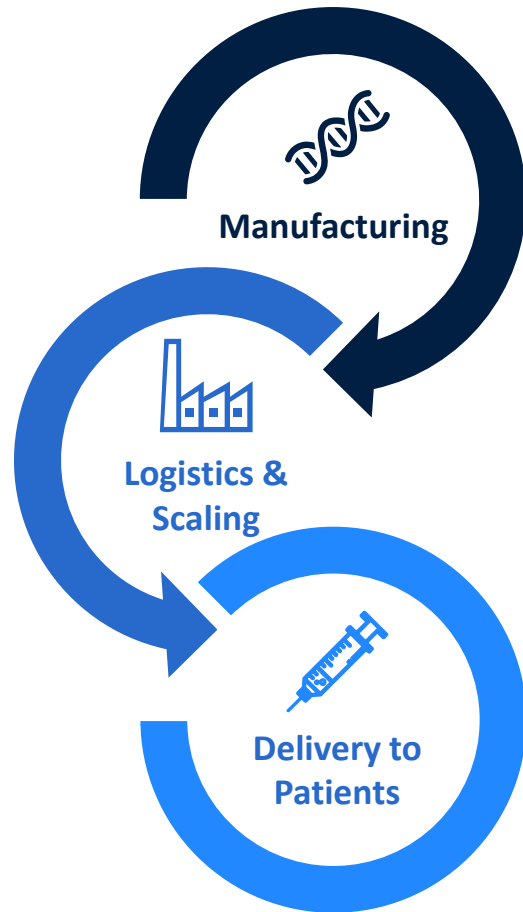 Manufacturing
Logistics &
Scaling
Delivery to
Patients